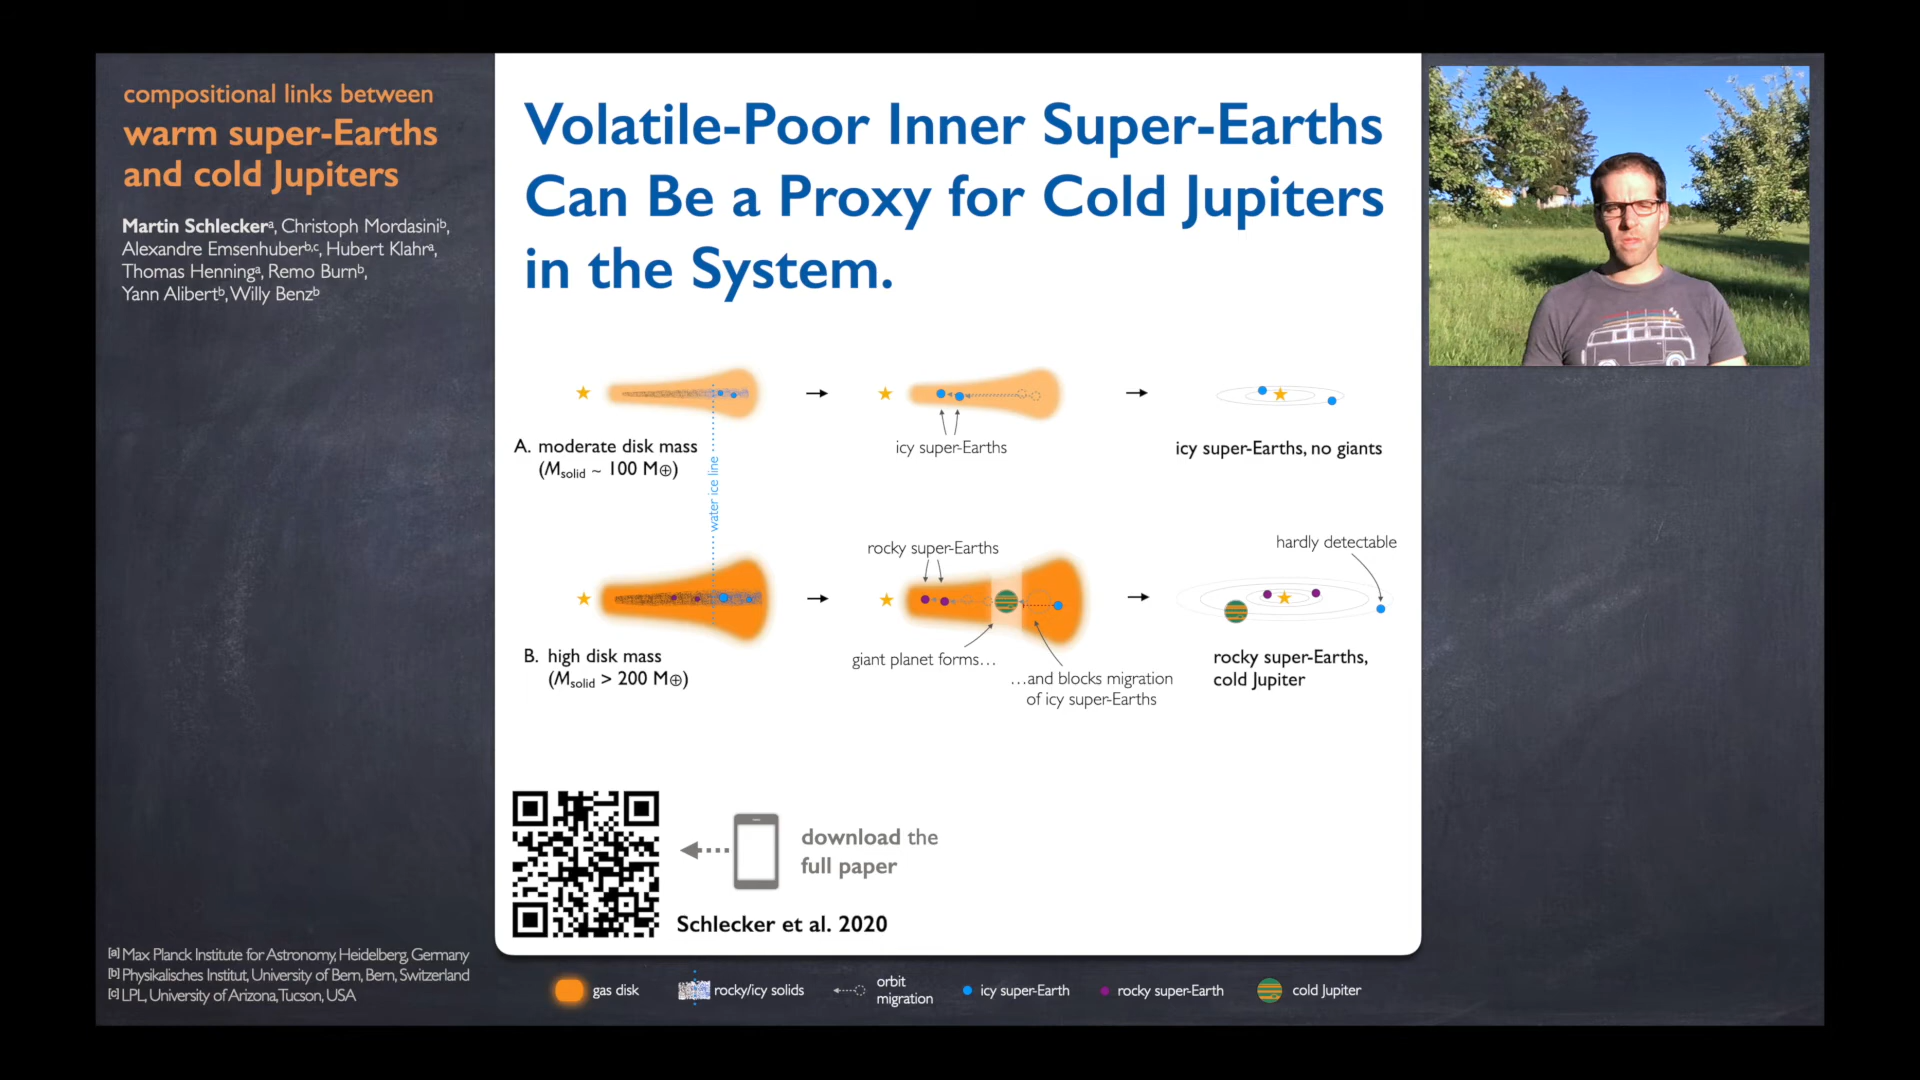 compositional links between
warm super-Earths
and cold Jupiters
Martin Schleckerᵃ, Christoph Mordasiniᵇ,
Alexandre Emsenhuberᵇ,ᶜ, Hubert Klahrᵃ,
Thomas Henningᵃ, Remo Burnᵇ,
Yann Alibertᵇ, Willy Benzᵇ
Volatile-Poor Inner Super-Earths
Can Be a Proxy for Cold Jupiters
in the System.
A. moderate disk mass
(Msolid ~ 100 M⊕)
water ice line
icy super-Earths
icy super-Earths, no giants
B. high disk mass
(Msolid > 200 M⊕)
rocky super-Earths
giant planet forms…
…and blocks migration
of icy super-Earths
hardly detectable
rocky super-Earths,
cold Jupiter
download the
full paper
Schlecker et al. 2020
[a] Max Planck Institute for Astronomy, Heidelberg, Germany
[b] Physikalisches Institut, University of Bern, Bern, Switzerland
[c] LPL, University of Arizona, Tucson, USA
gas disk
rocky/icy solids
orbit
migration
icy super-Earth
rocky super-Earth
cold Jupiter